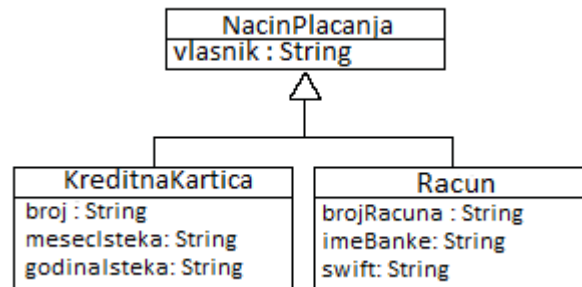 NacinPlacanja
vlasnik : String
KreditnaKartica
broj : String
mesecIsteka: String
godinaIsteka: String
Racun
brojRacuna : String
imeBanke: String
swift: String